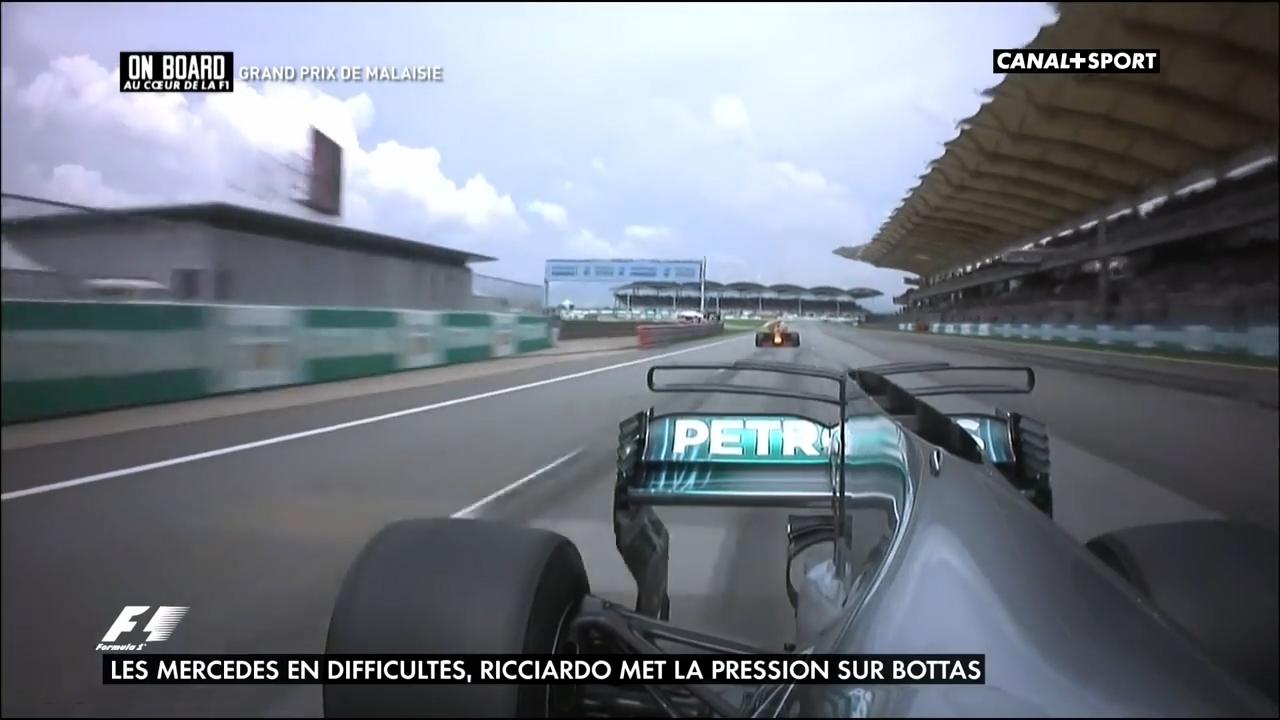 ON BOARD
AU CŒUR DE LA F1
GRAND PRIX DE MALAISIE
CANAL+SPORT
PETR
S
F1
Formula 1
LES MERCEDES EN DIFFICULTÉS, RICCIARDO MET LA PRESSION SUR BOTTAS